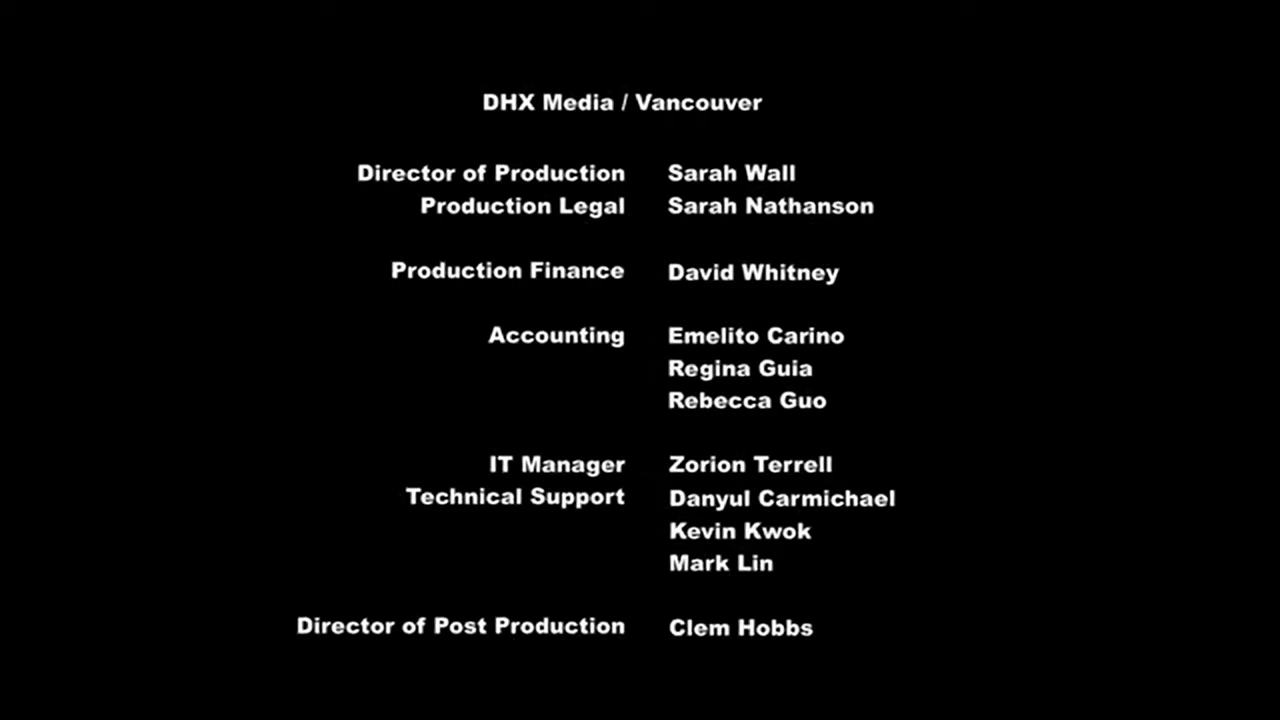 DHX Media / Vancouver
Director of Production Sarah Wall
Production Legal Sarah Nathanson
Production Finance David Whitney
Accounting Emelito Carino
Regina Guia
Rebecca Guo
IT Manager Zorion Terrell
Technical Support Danyul Carmichael
Kevin Kwok
Mark Lin
Director of Post Production Clem Hobbs